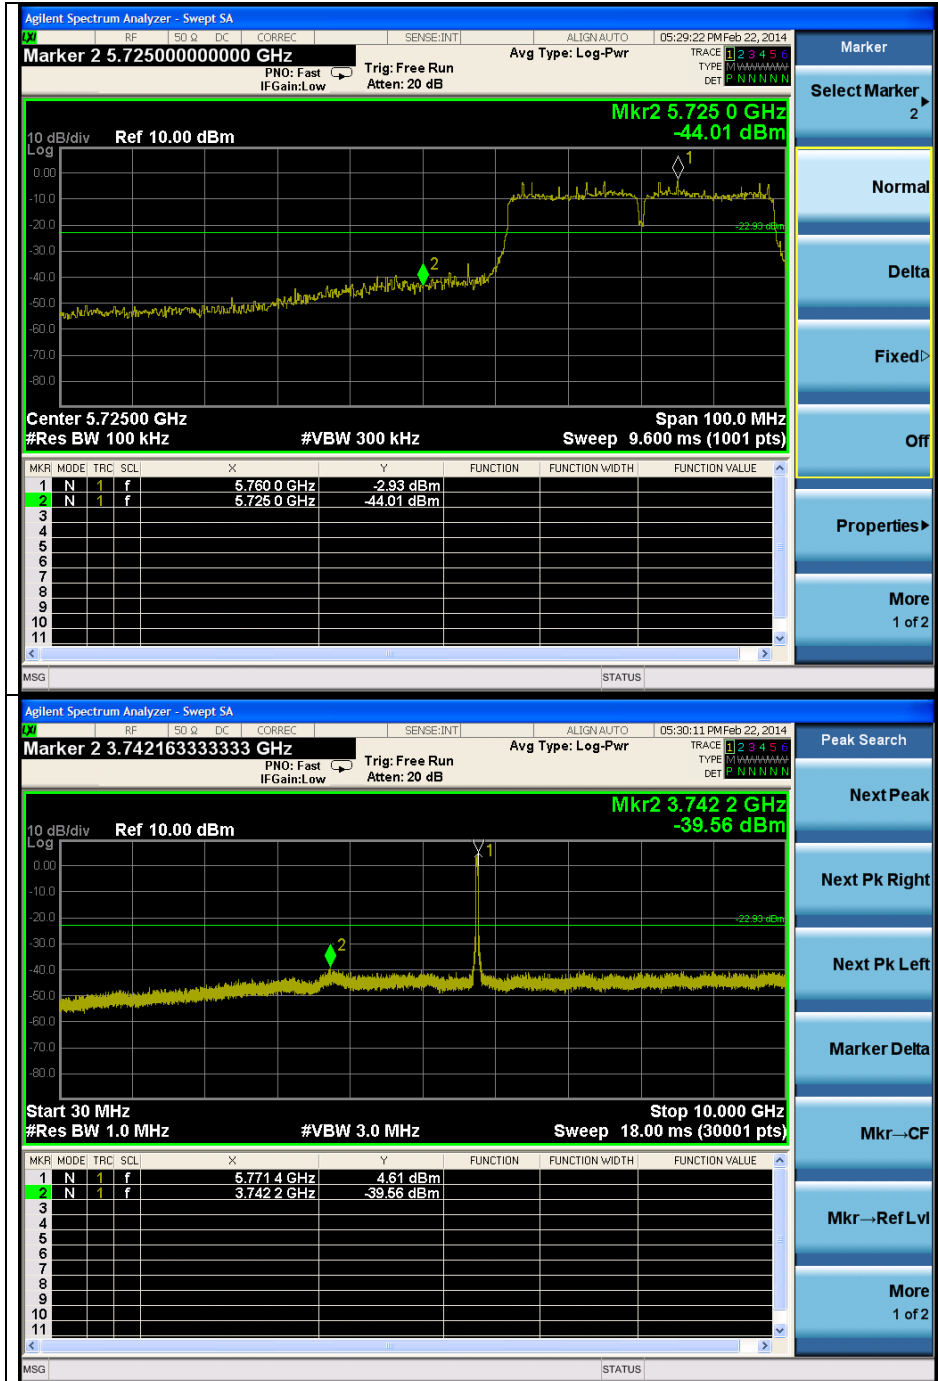 Agilent Spectrum Analyzer - Swept SA
LXI RF 50 Ω DC CORREC SENSE:INT ALIGN AUTO 05:29:22 PM Feb 22, 2014
Marker 2 5.725000000000 GHz
Avg Type: Log-Pwr
TRACE 1 2 3 4 5 6
TYPE M WWWWW
DET P N N N N N
PNO: Fast
IFGain:Low
Trig: Free Run
Atten: 20 dB
Mkr2 5.725 0 GHz
-44.01 dBm
10 dB/div
Log
Ref 10.00 dBm
0.00
-10.0
-20.0
-30.0
-40.0
-50.0
-60.0
-70.0
-80.0
1
2
-22.93 dBm
Center 5.72500 GHz
Span 100.0 MHz
#Res BW 100 kHz
#VBW 300 kHz
Sweep 9.600 ms (1001 pts)
MKR MODE TRC SCL X Y FUNCTION FUNCTION WIDTH FUNCTION VALUE
1 N 1 f 5.760 0 GHz -2.93 dBm
2 N 1 f 5.725 0 GHz -44.01 dBm
3
4
5
6
7
8
9
10
11
MSG
STATUS
Marker
Select Marker
2
Normal
Delta
Fixed
Off
Properties
More
1 of 2
Agilent Spectrum Analyzer - Swept SA
LXI RF 50 Ω DC CORREC SENSE:INT ALIGN AUTO 05:30:11 PM Feb 22, 2014
Marker 2 3.742163333333 GHz
Avg Type: Log-Pwr
TRACE 1 2 3 4 5 6
TYPE M WWWWW
DET P N N N N N
PNO: Fast
IFGain:Low
Trig: Free Run
Atten: 20 dB
Mkr2 3.742 2 GHz
-39.56 dBm
10 dB/div
Log
Ref 10.00 dBm
0.00
-10.0
-20.0
-30.0
-40.0
-50.0
-60.0
-70.0
-80.0
1
2
-22.93 dBm
Start 30 MHz
Stop 10.000 GHz
#Res BW 1.0 MHz
#VBW 3.0 MHz
Sweep 18.00 ms (30001 pts)
MKR MODE TRC SCL X Y FUNCTION FUNCTION WIDTH FUNCTION VALUE
1 N 1 f 5.771 4 GHz 4.61 dBm
2 N 1 f 3.742 2 GHz -39.56 dBm
3
4
5
6
7
8
9
10
11
MSG
STATUS
Peak Search
Next Peak
Next Pk Right
Next Pk Left
Marker Delta
Mkr→CF
Mkr→Ref Lvl
More
1 of 2